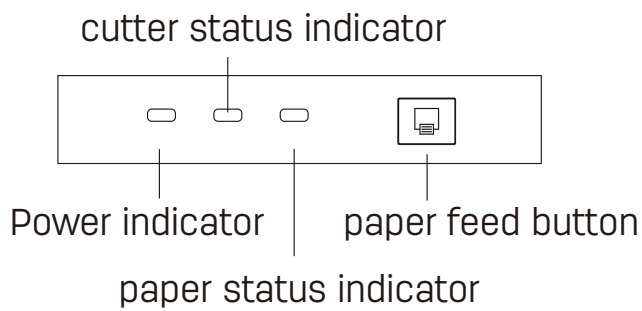 cutter status indicator
Power indicator
paper feed button
paper status indicator